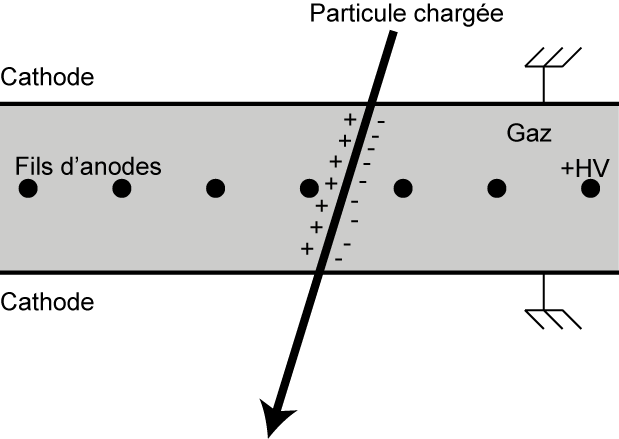 Particule chargée
Cathode
Gaz
Fils d’anodes
+HV
Cathode